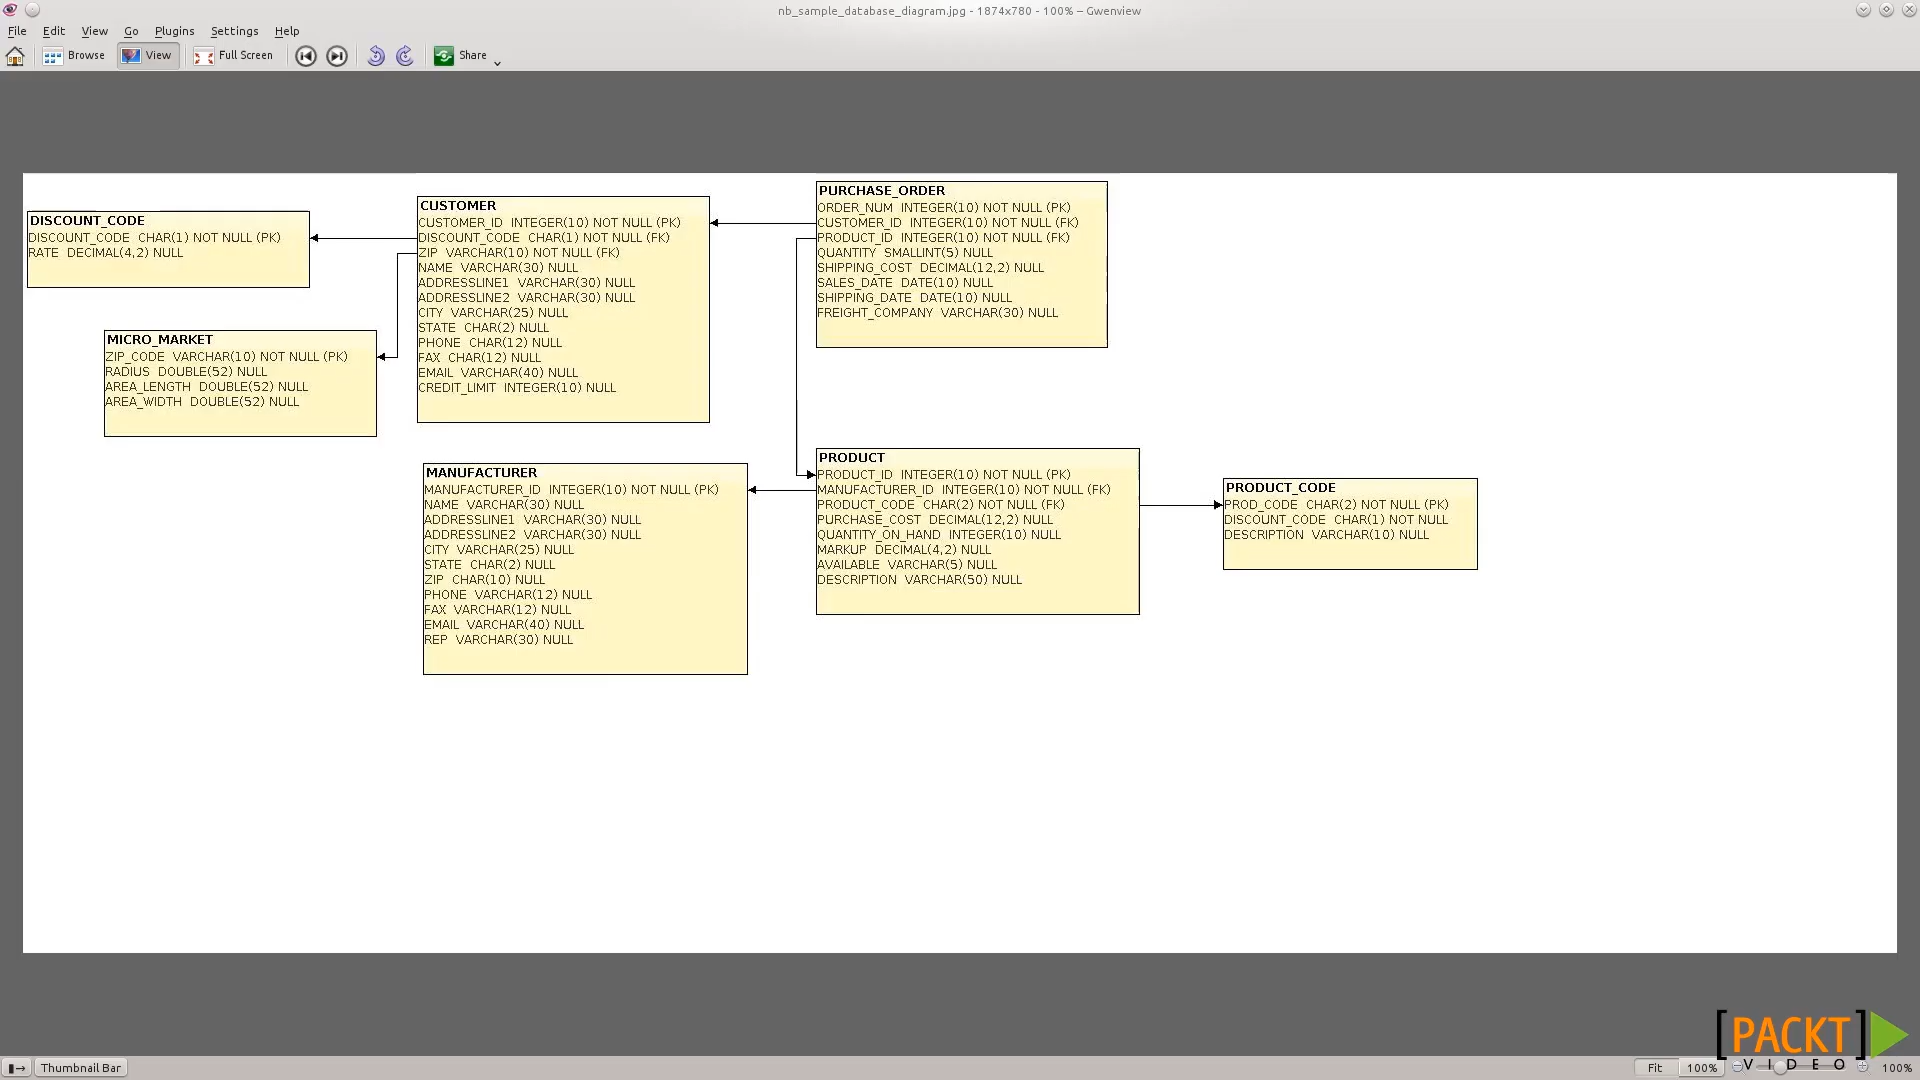 nb_sample_database_diagram.jpg - 1874x780 - 100% – Gwenview
File Edit View Go Plugins Settings Help
Browse View Full Screen Share
DISCOUNT_CODE
DISCOUNT_CODE CHAR(1) NOT NULL (PK)
RATE DECIMAL(4,2) NULL
MICRO_MARKET
ZIP_CODE VARCHAR(10) NOT NULL (PK)
RADIUS DOUBLE(52) NULL
AREA_LENGTH DOUBLE(52) NULL
AREA_WIDTH DOUBLE(52) NULL
CUSTOMER
CUSTOMER_ID INTEGER(10) NOT NULL (PK)
DISCOUNT_CODE CHAR(1) NOT NULL (FK)
ZIP VARCHAR(10) NOT NULL (FK)
NAME VARCHAR(30) NULL
ADDRESSLINE1 VARCHAR(30) NULL
ADDRESSLINE2 VARCHAR(30) NULL
CITY VARCHAR(25) NULL
STATE CHAR(2) NULL
PHONE CHAR(12) NULL
FAX CHAR(12) NULL
EMAIL VARCHAR(40) NULL
CREDIT_LIMIT INTEGER(10) NULL
PURCHASE_ORDER
ORDER_NUM INTEGER(10) NOT NULL (PK)
CUSTOMER_ID INTEGER(10) NOT NULL (FK)
PRODUCT_ID INTEGER(10) NOT NULL (FK)
QUANTITY SMALLINT(5) NULL
SHIPPING_COST DECIMAL(12,2) NULL
SALES_DATE DATE(10) NULL
SHIPPING_DATE DATE(10) NULL
FREIGHT_COMPANY VARCHAR(30) NULL
MANUFACTURER
MANUFACTURER_ID INTEGER(10) NOT NULL (PK)
NAME VARCHAR(30) NULL
ADDRESSLINE1 VARCHAR(30) NULL
ADDRESSLINE2 VARCHAR(30) NULL
CITY VARCHAR(25) NULL
STATE CHAR(2) NULL
ZIP CHAR(10) NULL
PHONE VARCHAR(12) NULL
FAX VARCHAR(12) NULL
EMAIL VARCHAR(40) NULL
REP VARCHAR(30) NULL
PRODUCT
PRODUCT_ID INTEGER(10) NOT NULL (PK)
MANUFACTURER_ID INTEGER(10) NOT NULL (FK)
PRODUCT_CODE CHAR(2) NOT NULL (FK)
PURCHASE_COST DECIMAL(12,2) NULL
QUANTITY_ON_HAND INTEGER(10) NULL
MARKUP DECIMAL(4,2) NULL
AVAILABLE VARCHAR(5) NULL
DESCRIPTION VARCHAR(50) NULL
PRODUCT_CODE
PROD_CODE CHAR(2) NOT NULL (PK)
DISCOUNT_CODE CHAR(1) NOT NULL
DESCRIPTION VARCHAR(10) NULL
[PACKT]
VIDEO
Thumbnail Bar Fit 100% 100%